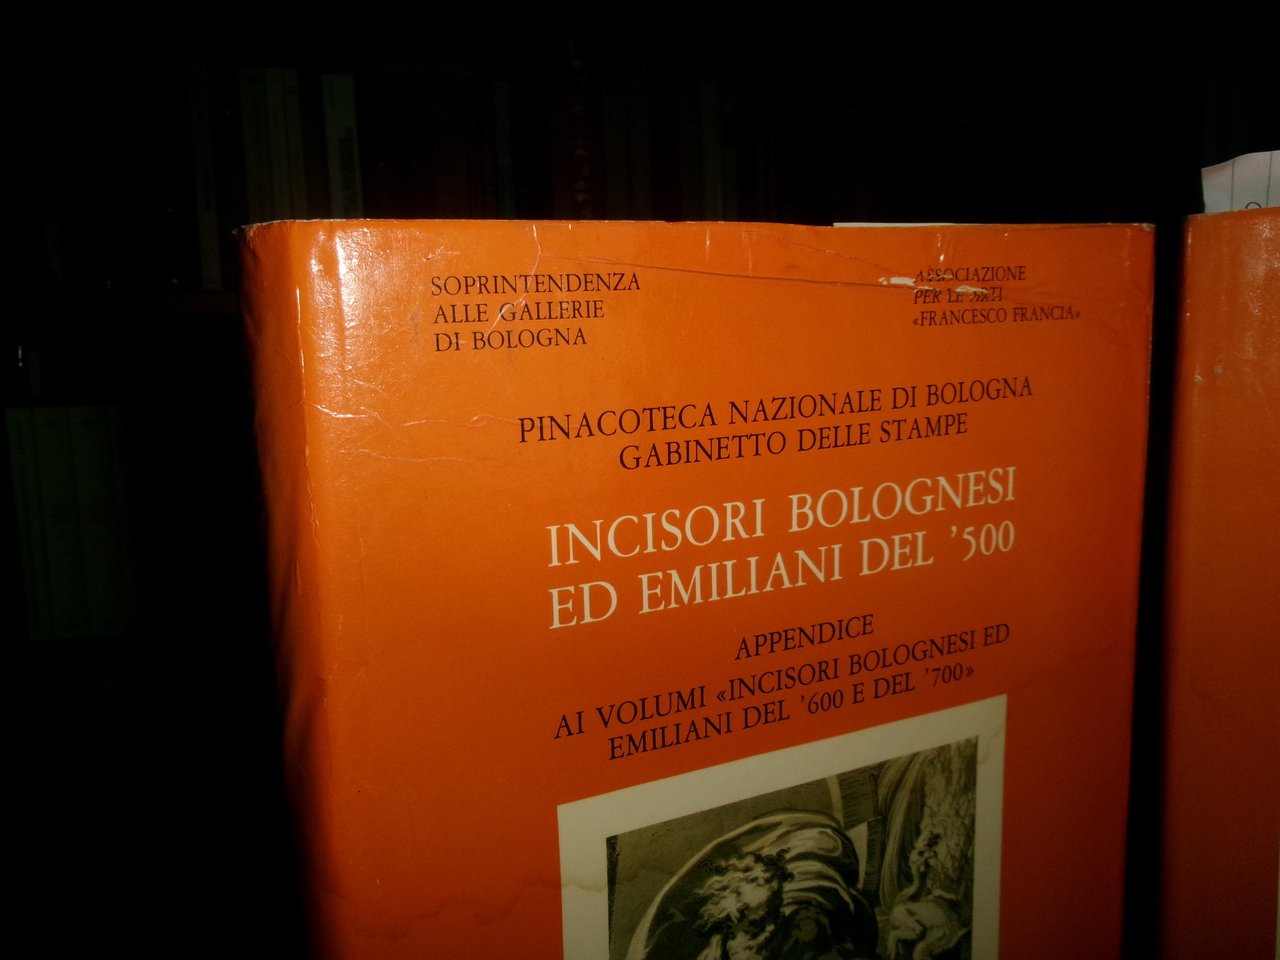 SOPRINTENDENZA
ALLE GALLERIE
DI BOLOGNA
ASSOCIAZIONE
PER LE ARTI
«FRANCESCO FRANCIA»
PINACOTECA NAZIONALE DI BOLOGNA
GABINETTO DELLE STAMPE
INCISORI BOLOGNESI
ED EMILIANI DEL ’500
APPENDICE
AI VOLUMI «INCISORI BOLOGNESI ED
EMILIANI DEL ’600 E DEL ’700»